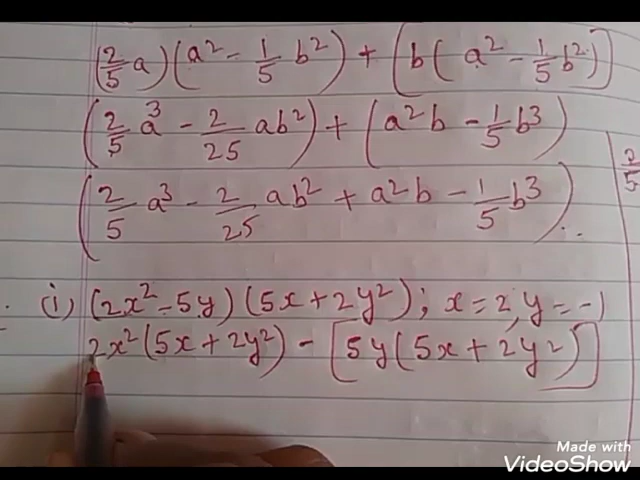 (2/5 a) (a² - 1/5 b²) + [b( a² - 1/5 b²)]
(2/5 a³ - 2/25 ab²) + (a²b - 1/5 b³)
2/5
(2/5 a³ - 2/25 ab² + a²b - 1/5 b³)..
(i) (2x² - 5y) (5x + 2y²); x = 2, y = -1
2x² (5x + 2y²) - [5y (5x + 2y²)]
Made with
VideoShow